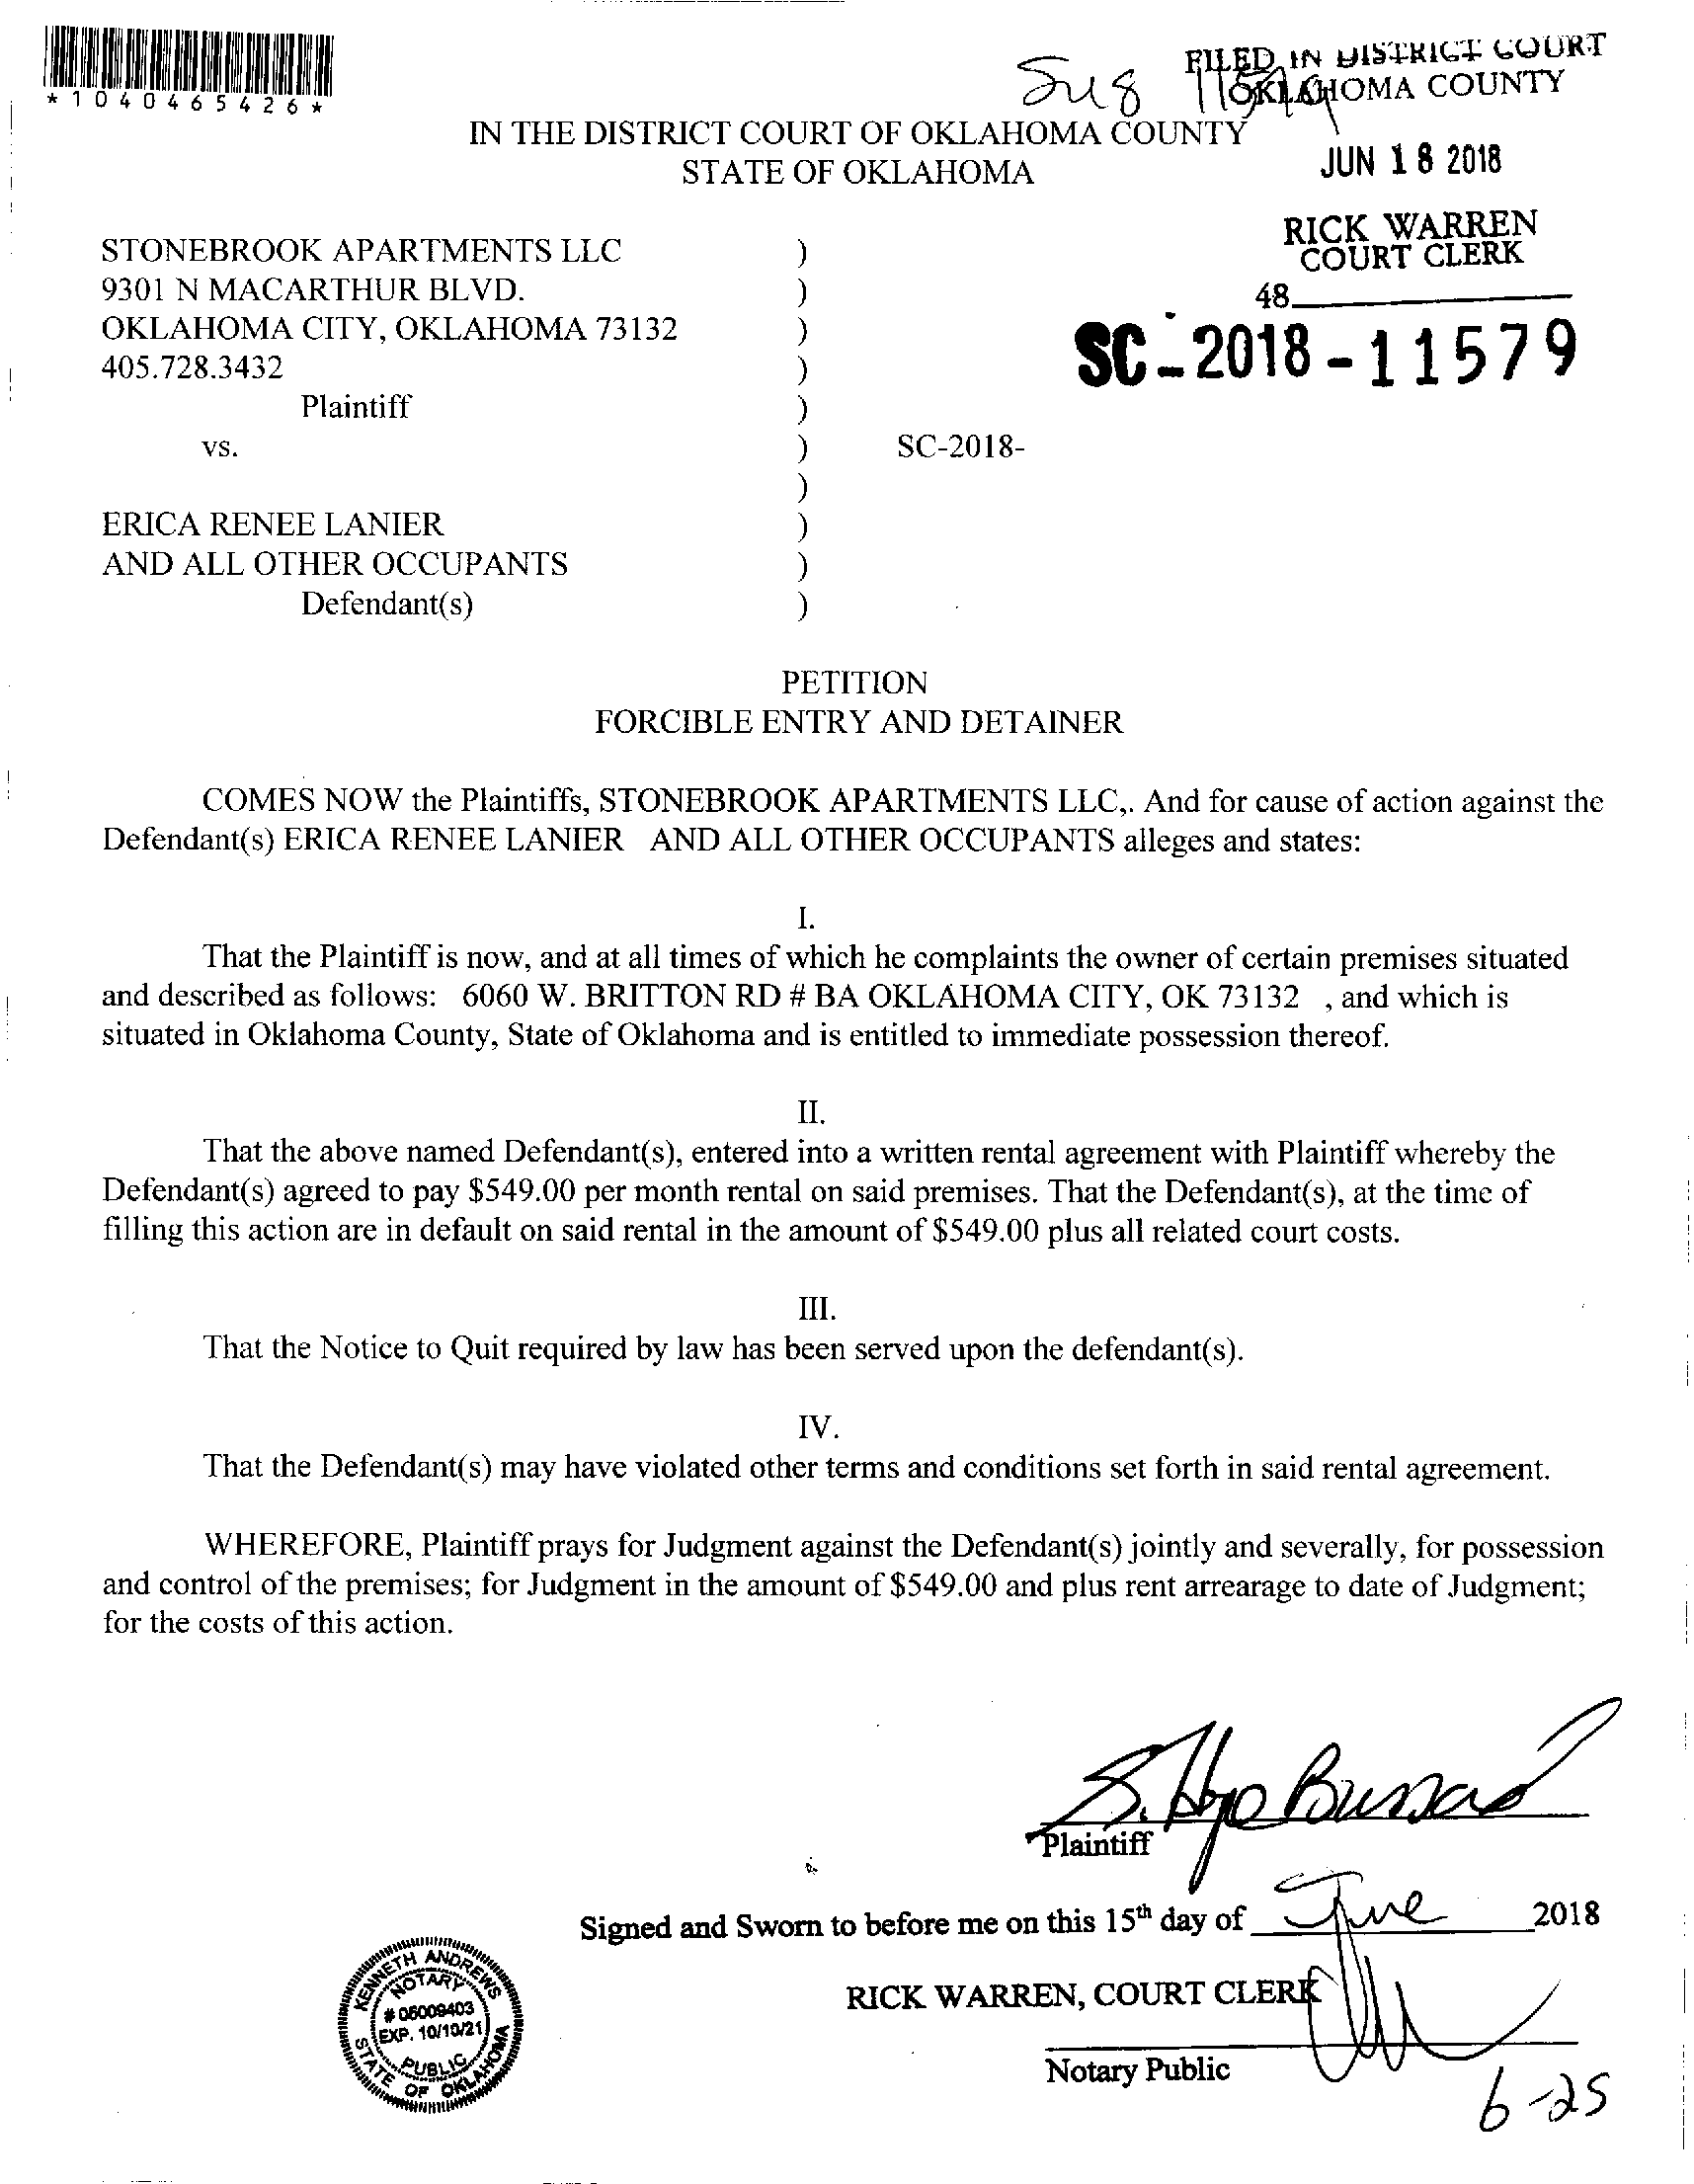 *1040465426*
FILED IN DISTRICT COURT
OKLAHOMA COUNTY
IN THE DISTRICT COURT OF OKLAHOMA COUNTY
STATE OF OKLAHOMA
JUN 18 2018
RICK WARREN
COURT CLERK
48
SC-2018-11579
STONEBROOK APARTMENTS LLC )
9301 N MACARTHUR BLVD. )
OKLAHOMA CITY, OKLAHOMA 73132 )
405.728.3432 )
Plaintiff )
vs. ) SC-2018-
)
ERICA RENEE LANIER )
AND ALL OTHER OCCUPANTS )
Defendant(s) )
PETITION
FORCIBLE ENTRY AND DETAINER
COMES NOW the Plaintiffs, STONEBROOK APARTMENTS LLC,. And for cause of action against the
Defendant(s) ERICA RENEE LANIER AND ALL OTHER OCCUPANTS alleges and states:
I.
That the Plaintiff is now, and at all times of which he complaints the owner of certain premises situated
and described as follows: 6060 W. BRITTON RD # BA OKLAHOMA CITY, OK 73132 , and which is
situated in Oklahoma County, State of Oklahoma and is entitled to immediate possession thereof.
II.
That the above named Defendant(s), entered into a written rental agreement with Plaintiff whereby the
Defendant(s) agreed to pay $549.00 per month rental on said premises. That the Defendant(s), at the time of
filling this action are in default on said rental in the amount of $549.00 plus all related court costs.
III.
That the Notice to Quit required by law has been served upon the defendant(s).
IV.
That the Defendant(s) may have violated other terms and conditions set forth in said rental agreement.
WHEREFORE, Plaintiff prays for Judgment against the Defendant(s) jointly and severally, for possession
and control of the premises; for Judgment in the amount of $549.00 and plus rent arrearage to date of Judgment;
for the costs of this action.
Plaintiff
Signed and Sworn to before me on this 15th day of June 2018
RICK WARREN, COURT CLERK
Notary Public
KENNETH ANDREWS
NOTARY
# 06009403
EXP. 10/10/21
PUBLIC
STATE OF OKLAHOMA
6-25